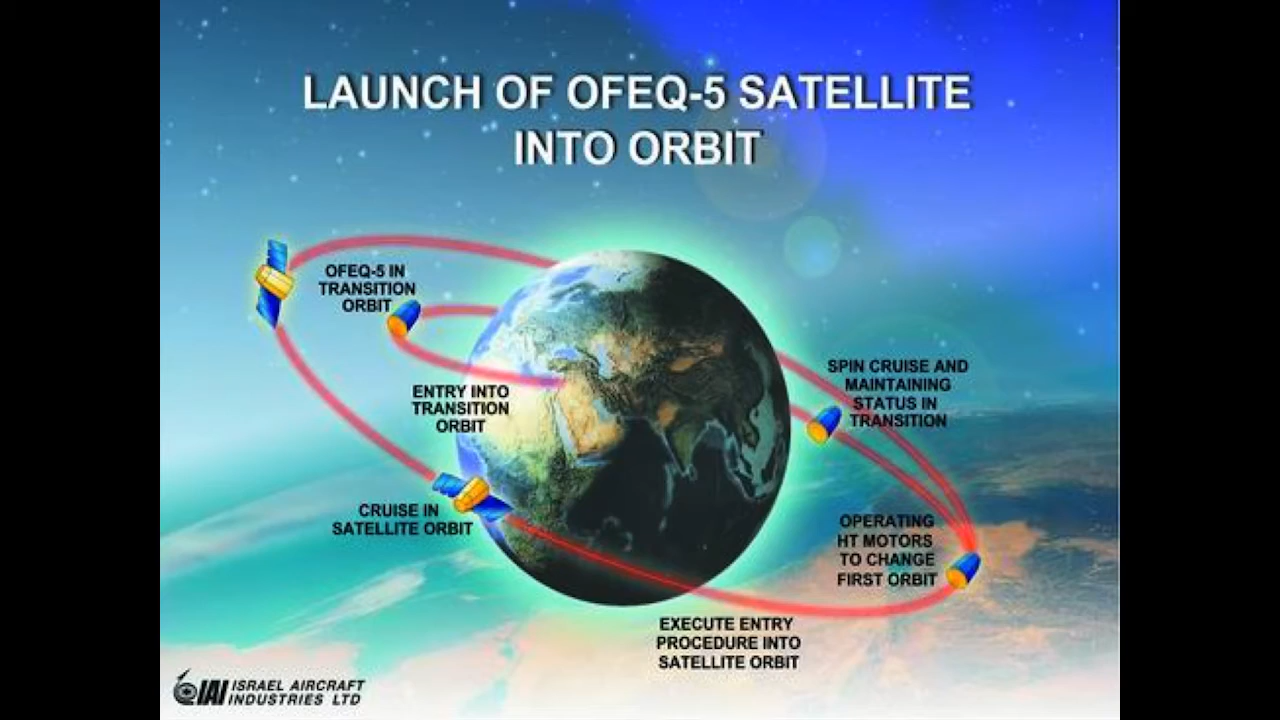 LAUNCH OF OFEQ-5 SATELLITE
INTO ORBIT
OFEQ-5 IN
TRANSITION
ORBIT
ENTRY INTO
TRANSITION
ORBIT
SPIN CRUISE AND
MAINTAINING
STATUS IN
TRANSITION
CRUISE IN
SATELLITE ORBIT
OPERATING
HT MOTORS
TO CHANGE
FIRST ORBIT
EXECUTE ENTRY
PROCEDURE INTO
SATELLITE ORBIT
IAI ISRAEL AIRCRAFT
INDUSTRIES LTD